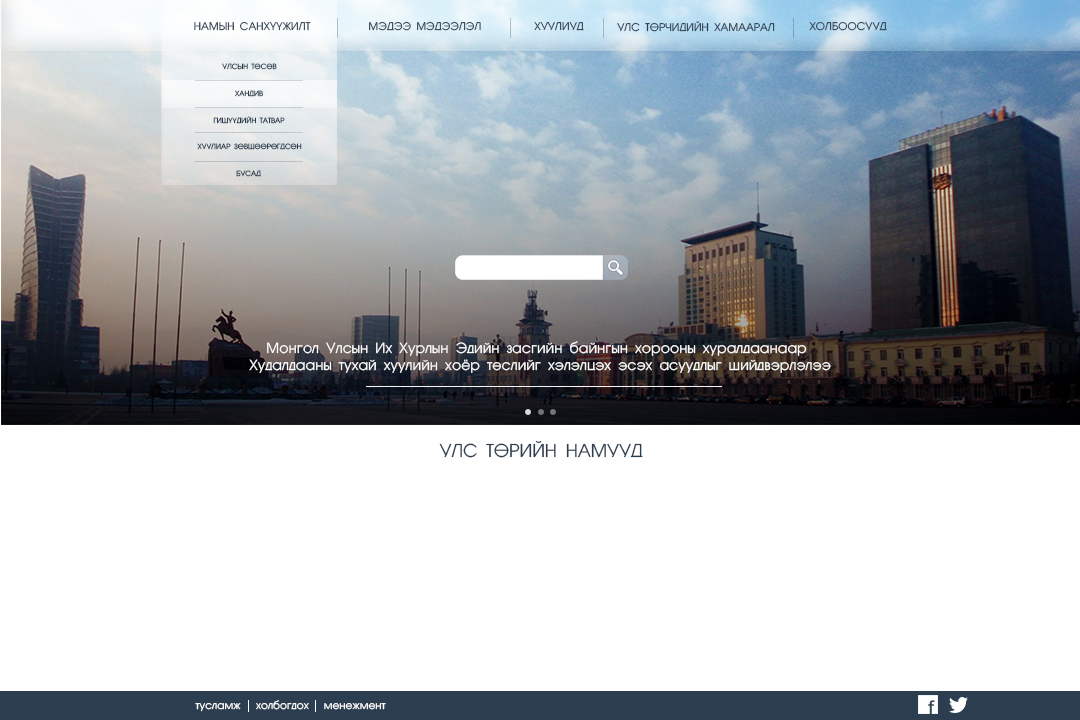 НАМЫН САНХҮҮЖИЛТ
МЭДЭЭ МЭДЭЭЛЭЛ
ХУУЛИУД
УЛС ТӨРЧИДИЙН ХАМААРАЛ
ХОЛБООСУУД
УЛСЫН ТӨСӨВ
ХАНДИВ
ГИШҮҮДИЙН ТАТВАР
ХУУЛИАР ЗӨВШӨӨРӨГДСӨН
БУСАД
Монгол Улсын Их Хурлын Эдийн засгийн байнгын хорооны хуралдаанаар
Худалдааны тухай хуулийн хоёр төслийг хэлэлцэх эсэх асуудлыг шийдвэрлэлээ
УЛС ТӨРИЙН НАМУУД
тусламж
холбогдох
менежмент